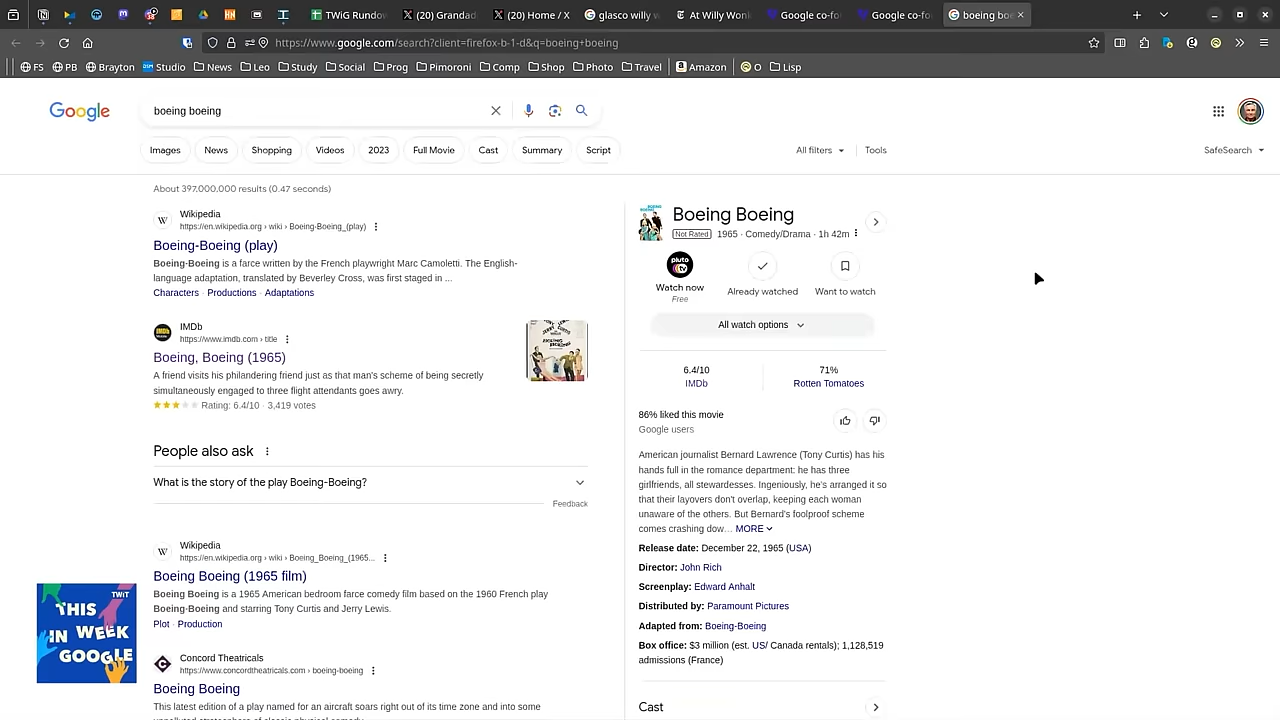 TWiG Rundow
(20) Grandad
(20) Home / X
glasco willy w
At Willy Wonk
Google co-fo
Google co-fo
boeing boe
https://www.google.com/search?client=firefox-b-1-d&q=boeing+boeing
FS
PB
Brayton
Studio
News
Leo
Study
Social
Prog
Pimoroni
Comp
Shop
Photo
Travel
Amazon
O
Lisp
Google
boeing boeing
Images
News
Shopping
Videos
2023
Full Movie
Cast
Summary
Script
All filters
Tools
SafeSearch
About 397,000,000 results (0.47 seconds)
Wikipedia
https://en.wikipedia.org › wiki › Boeing-Boeing_(play)
Boeing-Boeing (play)
Boeing-Boeing is a farce written by the French playwright Marc Camoletti. The English-
language adaptation, translated by Beverley Cross, was first staged in ...
Characters · Productions · Adaptations
IMDb
https://www.imdb.com › title
Boeing, Boeing (1965)
A friend visits his philandering friend just as that man's scheme of being secretly
simultaneously engaged to three flight attendants goes awry.
Rating: 6.4/10 · 3,419 votes
People also ask
What is the story of the play Boeing-Boeing?
Feedback
Wikipedia
https://en.wikipedia.org › wiki › Boeing_Boeing_(1965...
Boeing Boeing (1965 film)
Boeing Boeing is a 1965 American bedroom farce comedy film based on the 1960 French play
Boeing-Boeing and starring Tony Curtis and Jerry Lewis.
Plot · Production
Concord Theatricals
https://www.concordtheatricals.com › boeing-boeing
Boeing Boeing
This latest edition of a play named for an aircraft soars right out of its time zone and into some
Boeing Boeing
Not Rated 1965 · Comedy/Drama · 1h 42m
pluto tv
Watch now
Free
Already watched
Want to watch
All watch options
6.4/10
IMDb
71%
Rotten Tomatoes
86% liked this movie
Google users
American journalist Bernard Lawrence (Tony Curtis) has his
hands full in the romance department: he has three
girlfriends, all stewardesses. Ingeniously, he's arranged it so
that their layovers don't overlap, keeping each woman
unaware of the others. But Bernard's foolproof scheme
comes crashing dow… MORE
Release date: December 22, 1965 (USA)
Director: John Rich
Screenplay: Edward Anhalt
Distributed by: Paramount Pictures
Adapted from: Boeing-Boeing
Box office: $3 million (est. US/ Canada rentals); 1,128,519
admissions (France)
Cast
TWiT
THIS
IN WEEK
GOOGLE